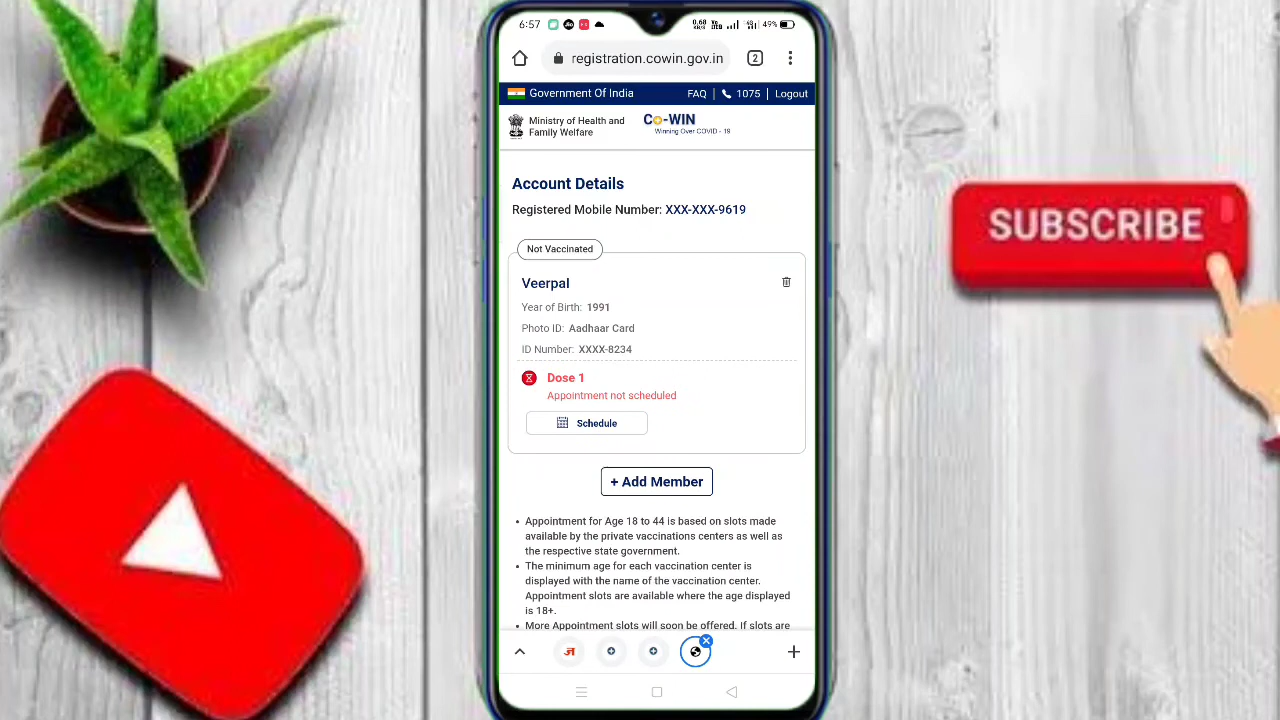 6:57
0.68 KB/S
Vo LTE
4G
49%
registration.cowin.gov.in
2
Government Of India
FAQ | 1075 | Logout
Ministry of Health and
Family Welfare
Co-WIN
Winning Over COVID - 19
Account Details
Registered Mobile Number: XXX-XXX-9619
Not Vaccinated
Veerpal
Year of Birth: 1991
Photo ID: Aadhaar Card
ID Number: XXXX-8234
Dose 1
Appointment not scheduled
Schedule
+ Add Member
• Appointment for Age 18 to 44 is based on slots made
available by the private vaccinations centers as well as
the respective state government.
• The minimum age for each vaccination center is
displayed with the name of the vaccination center.
Appointment slots are available where the age displayed
is 18+.
• More Appointment slots will soon be offered. If slots are
SUBSCRIBE